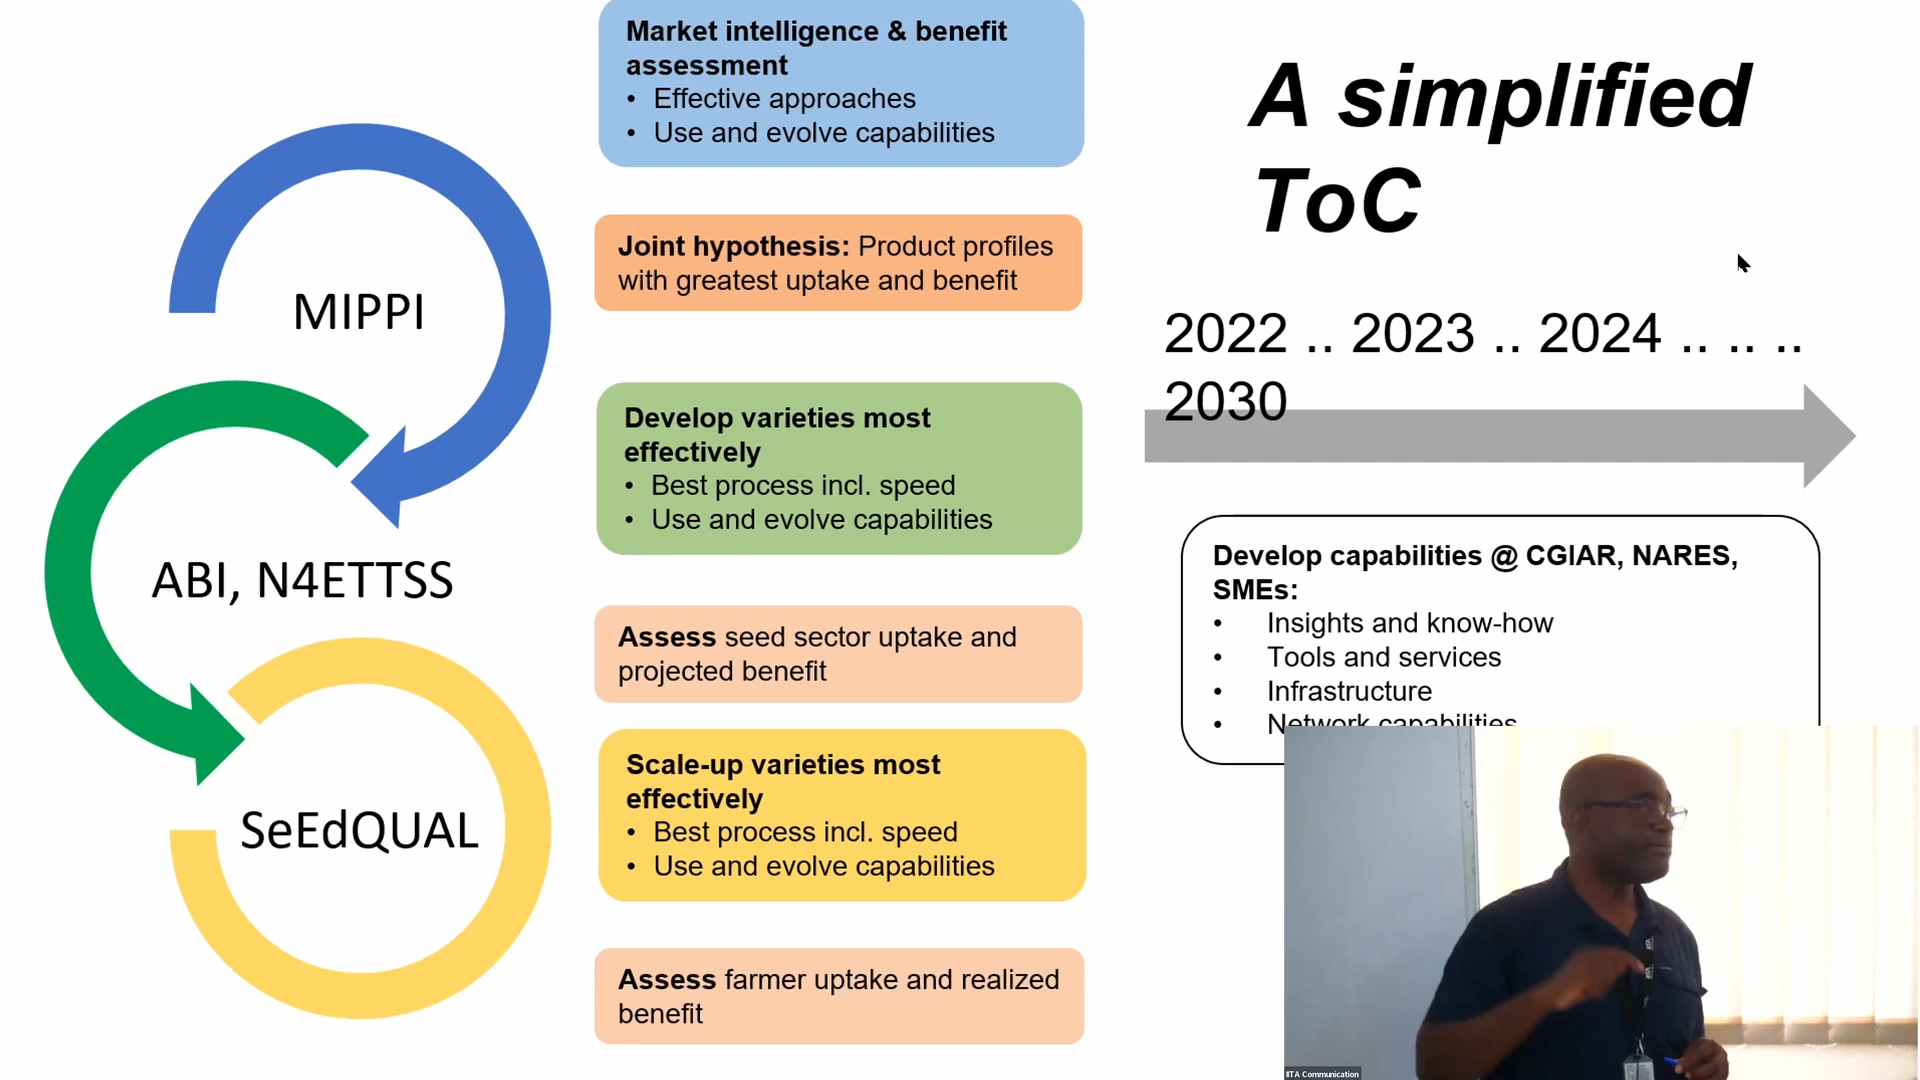 Market intelligence & benefit
assessment
• Effective approaches
• Use and evolve capabilities
Joint hypothesis: Product profiles
with greatest uptake and benefit
Develop varieties most
effectively
• Best process incl. speed
• Use and evolve capabilities
Assess seed sector uptake and
projected benefit
Scale-up varieties most
effectively
• Best process incl. speed
• Use and evolve capabilities
Assess farmer uptake and realized
benefit
MIPPI
ABI, N4ETTSS
SeEdQUAL
A simplified
ToC
2022 .. 2023 .. 2024 .. .. ..
2030
Develop capabilities @ CGIAR, NARES,
SMEs:
• Insights and know-how
• Tools and services
• Infrastructure
• Network capabilities
IITA Communication